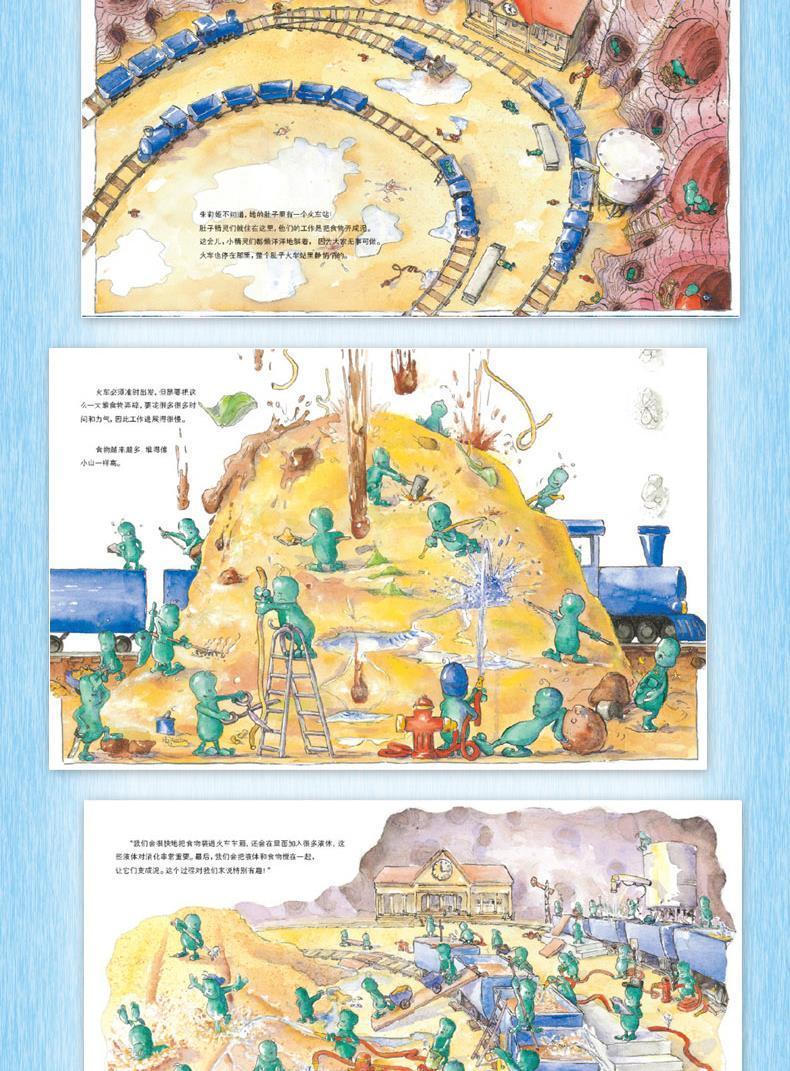 朱莉娅不知道，她的肚子里有一个火车站！
肚子精灵们就住在这里，他们的工作是把食物弄成泥。
这会儿，小精灵们都懒洋洋地躺着，因为大家无事可做。
火车也停在那里，整个肚子火车站里静悄悄的。
火车必须准时出发，但是要把这
么一大堆食物弄碎，要花很多很多时
间和力气，因此工作进展得很慢。
食物越来越多，堆得像
小山一样高。
“我们会很快地把食物装进火车车厢，还会在里面加入很多液体，这
些液体对消化非常重要。最后，我们会把液体和食物搅在一起，
让它们变成泥。这个过程对我们来说特别有趣！”